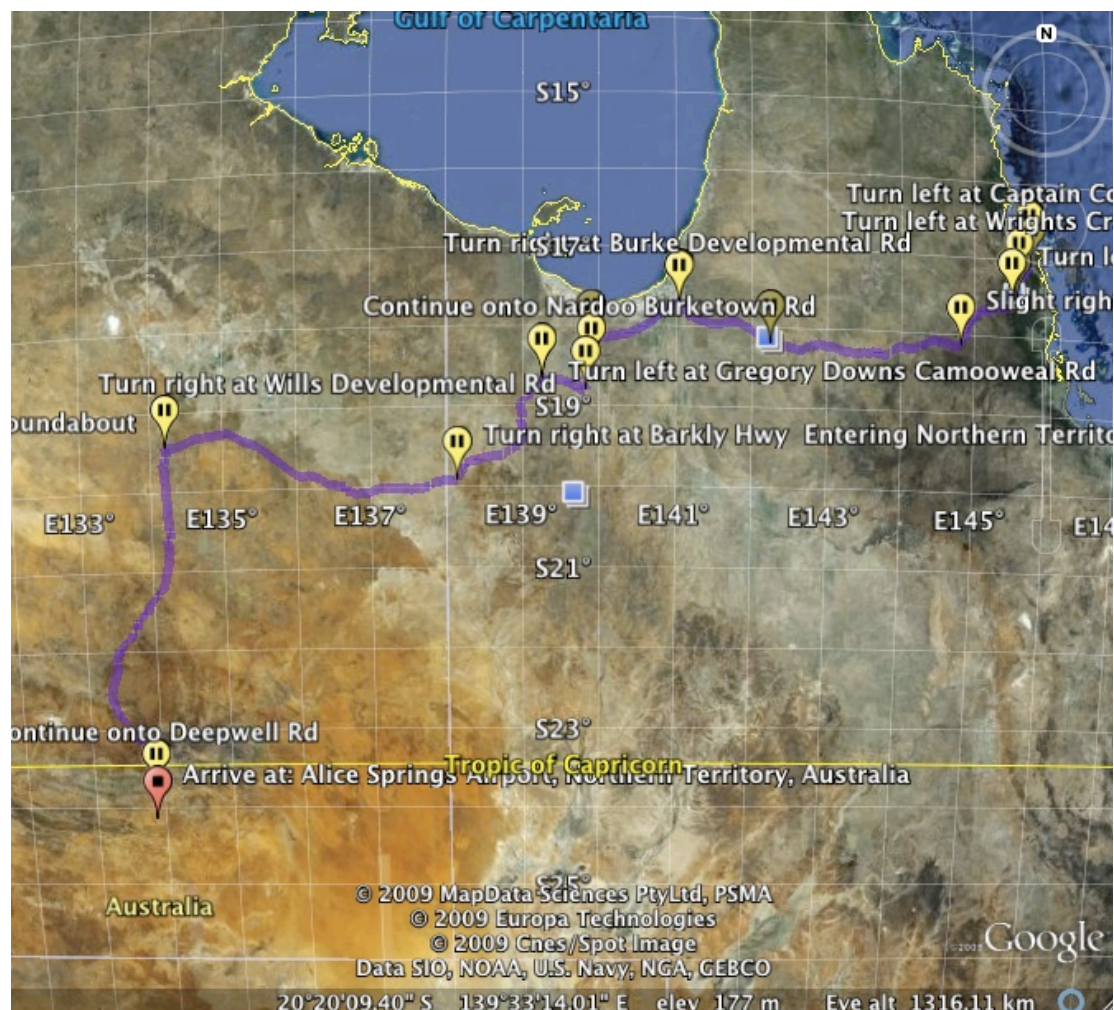 Gulf of Carpentaria
N
S15°
Turn left at Captain Co
Turn left at Wrights Cr
Turn right at Burke Developmental Rd
S17°
Turn l
Continue onto Nardoo Burketown Rd
Slight righ
Turn left at Gregory Downs Camooweal Rd
Turn right at Wills Developmental Rd
S19°
oundabout
Turn right at Barkly Hwy Entering Northern Territo
E133°
E135°
E137°
E139°
E141°
E143°
E145°
E14
S21°
S23°
ontinue onto Deepwell Rd
Tropic of Capricorn
Arrive at: Alice Springs Airport, Northern Territory, Australia
S25°
© 2009 MapData Sciences PtyLtd, PSMA
Australia
© 2009 Europa Technologies
© 2009 Cnes/Spot Image
©2009 Google
Data SIO, NOAA, U.S. Navy, NGA, GEBCO
20°20'09.40" S 139°33'14.01" E elev 177 m Eye alt 1316.11 km